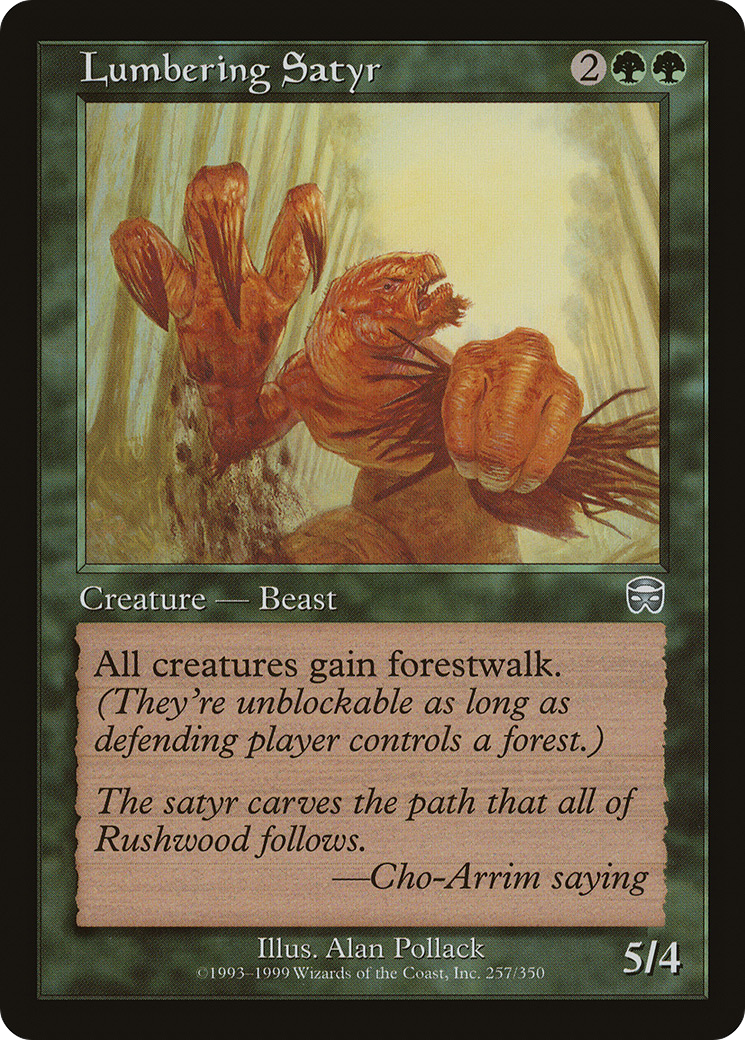 Lumbering Satyr 2
Creature — Beast
All creatures gain forestwalk.
(They're unblockable as long as
defending player controls a forest.)
The satyr carves the path that all of
Rushwood follows.
—Cho-Arrim saying
Illus. Alan Pollack
©1993–1999 Wizards of the Coast, Inc. 257/350
5/4